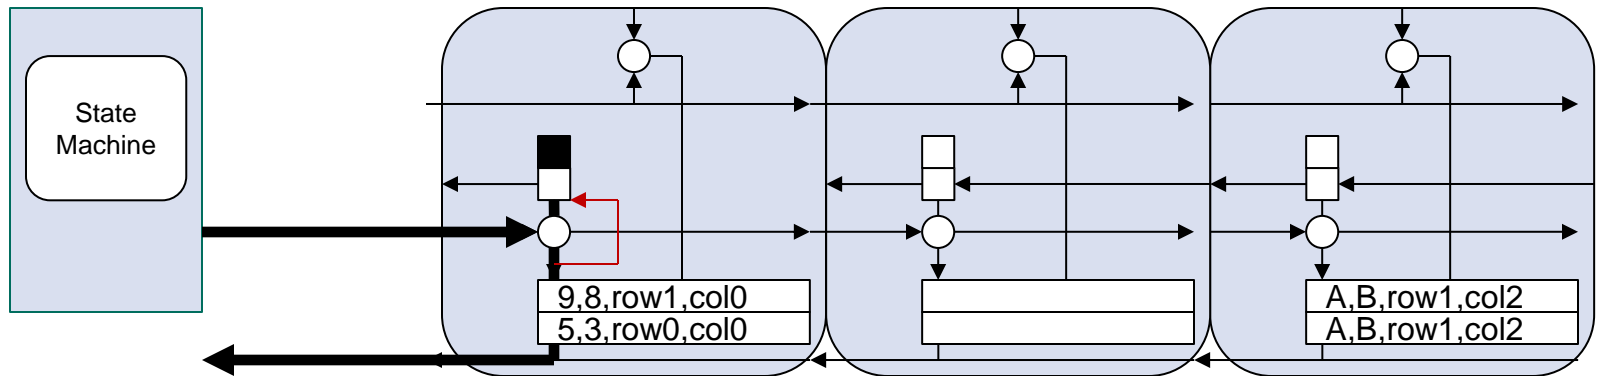 State
Machine
9,8,row1,col0
5,3,row0,col0
A,B,row1,col2
A,B,row1,col2